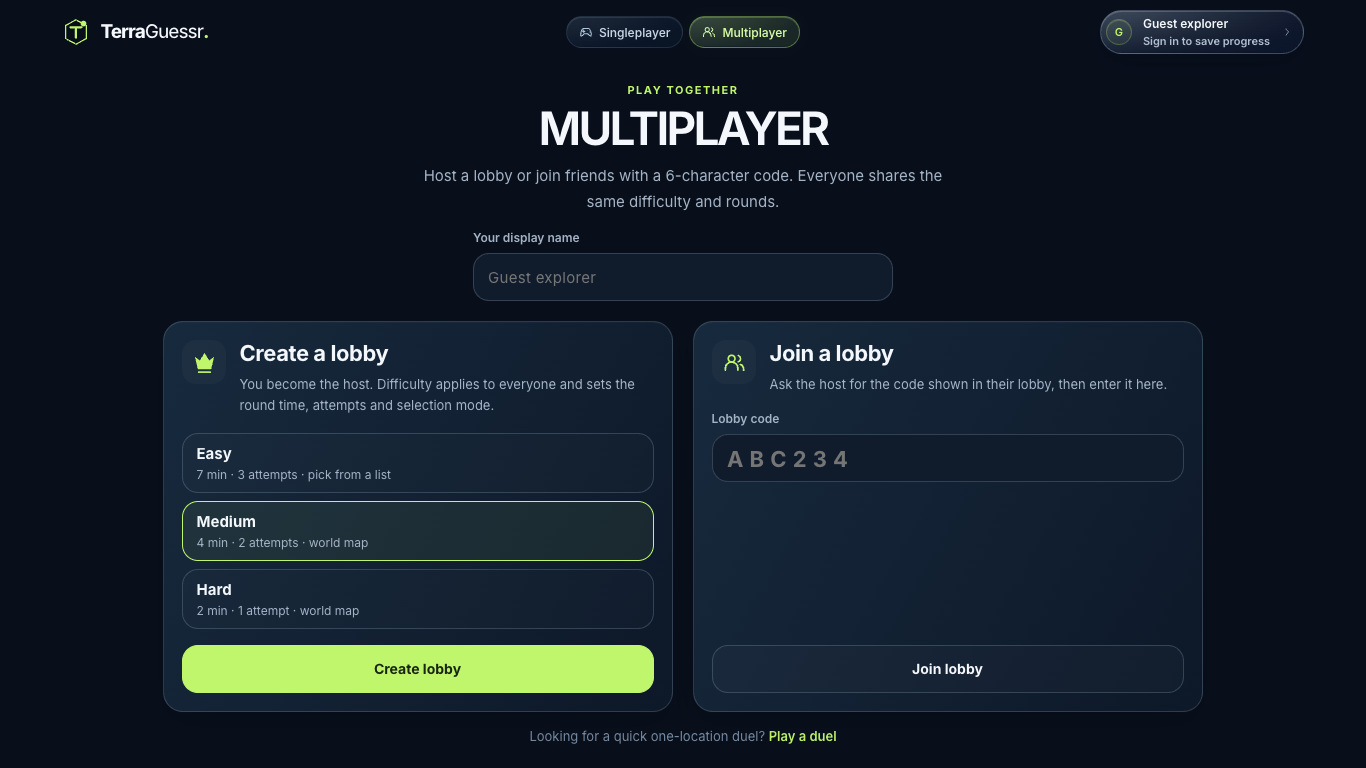 TerraGuessr.
Singleplayer
Multiplayer
G
Guest explorer
Sign in to save progress
PLAY TOGETHER
MULTIPLAYER
Host a lobby or join friends with a 6-character code. Everyone shares the
same difficulty and rounds.
Your display name
Guest explorer
Create a lobby
You become the host. Difficulty applies to everyone and sets the
round time, attempts and selection mode.
Easy
7 min · 3 attempts · pick from a list
Medium
4 min · 2 attempts · world map
Hard
2 min · 1 attempt · world map
Create lobby
Join a lobby
Ask the host for the code shown in their lobby, then enter it here.
Lobby code
ABC234
Join lobby
Looking for a quick one-location duel? Play a duel